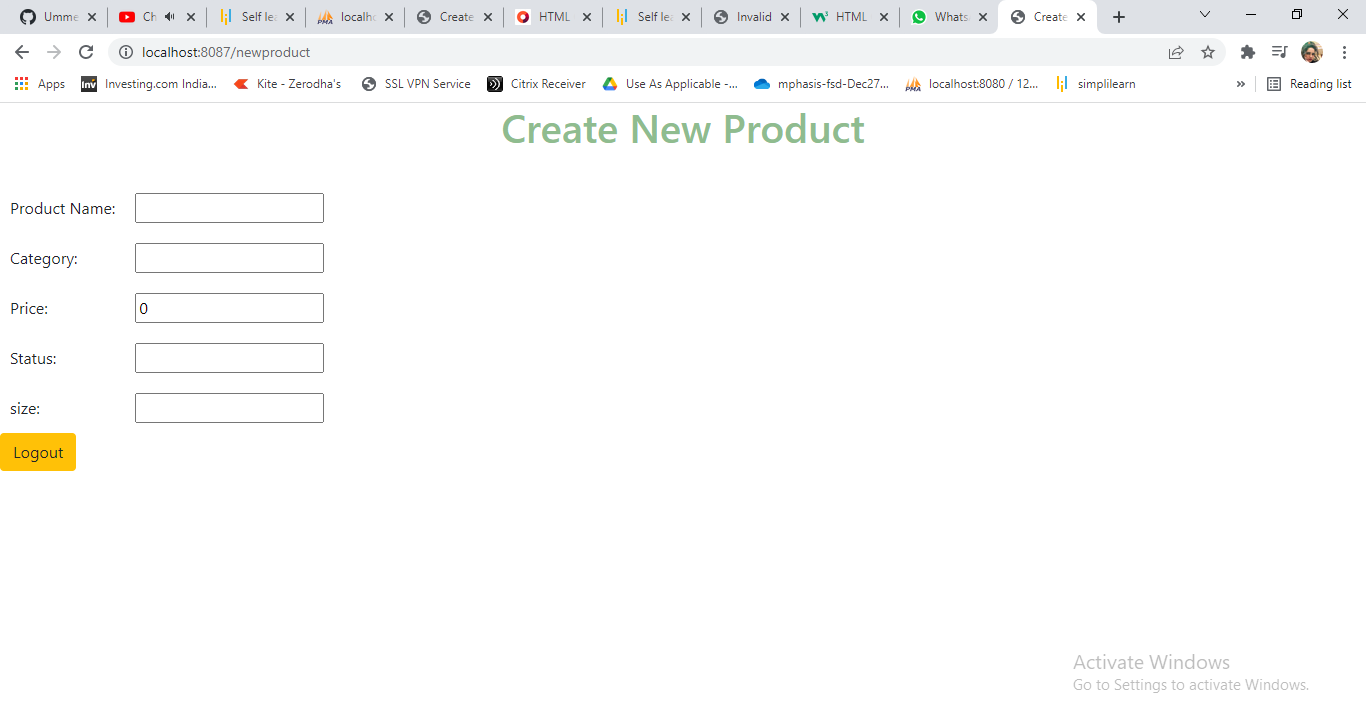 Umme Ch Self le localh Create HTML Self le Invalid HTML Whats Create
localhost:8087/newproduct
Apps Inv Investing.com India... Kite - Zerodha's SSL VPN Service Citrix Receiver Use As Applicable -... mphasis-fsd-Dec27... PMA localhost:8080 / 12... simplilearn » Reading list
Create New Product
Product Name:
Category:
Price: 0
Status:
size:
Logout
Activate Windows
Go to Settings to activate Windows.